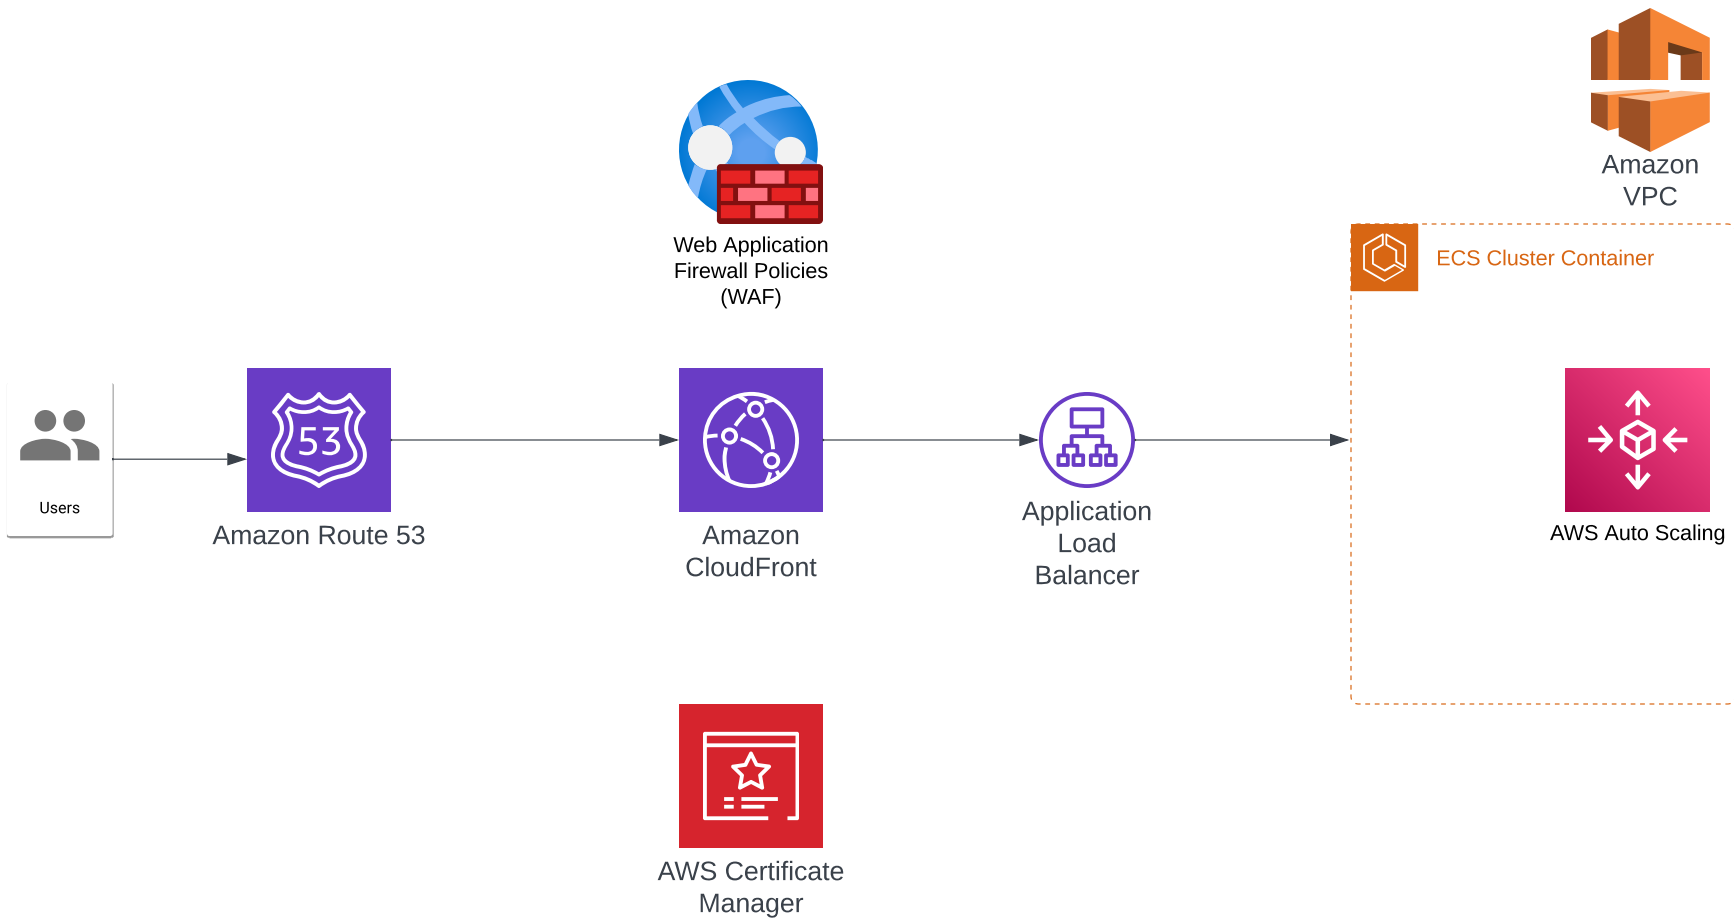 Amazon
VPC
Web Application
Firewall Policies
(WAF)
ECS Cluster Container
53
Users
Amazon Route 53
Amazon
CloudFront
Application
Load
Balancer
AWS Auto Scaling
AWS Certificate
Manager